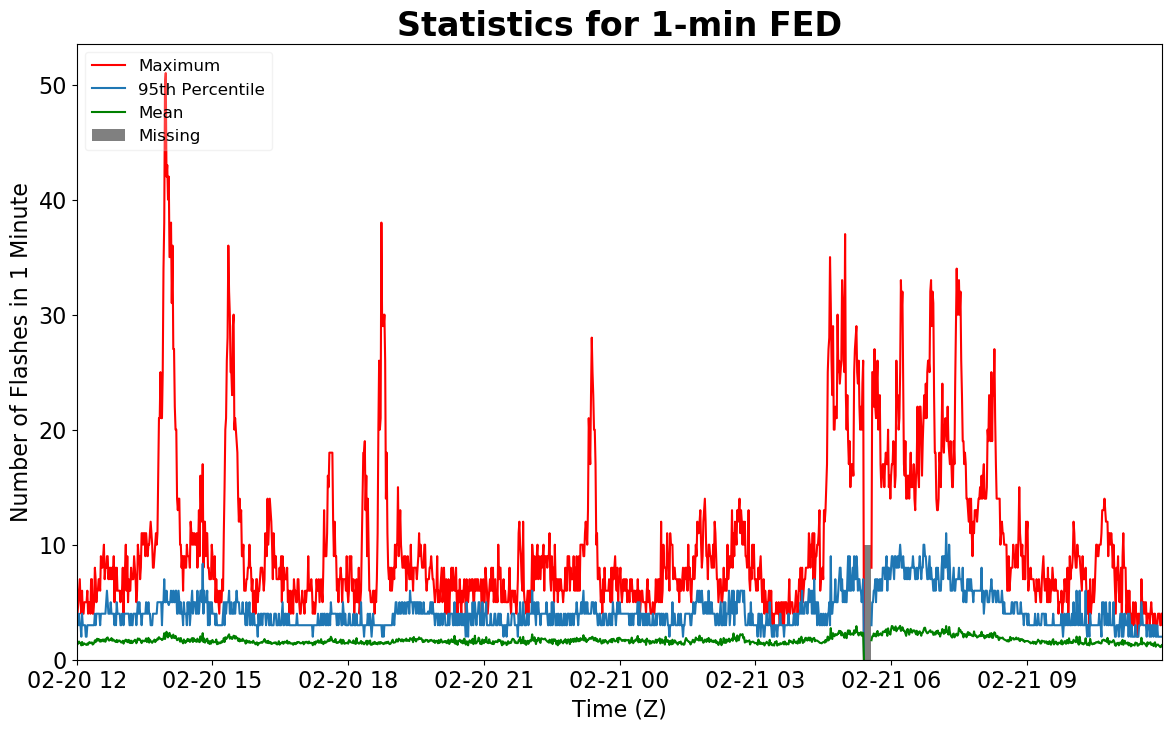 Statistics for 1-min FED
Maximum
95th Percentile
Mean
Missing
Number of Flashes in 1 Minute
50
40
30
20
10
0
02-20 12
02-20 15
02-20 18
02-20 21
02-21 00
02-21 03
02-21 06
02-21 09
Time (Z)